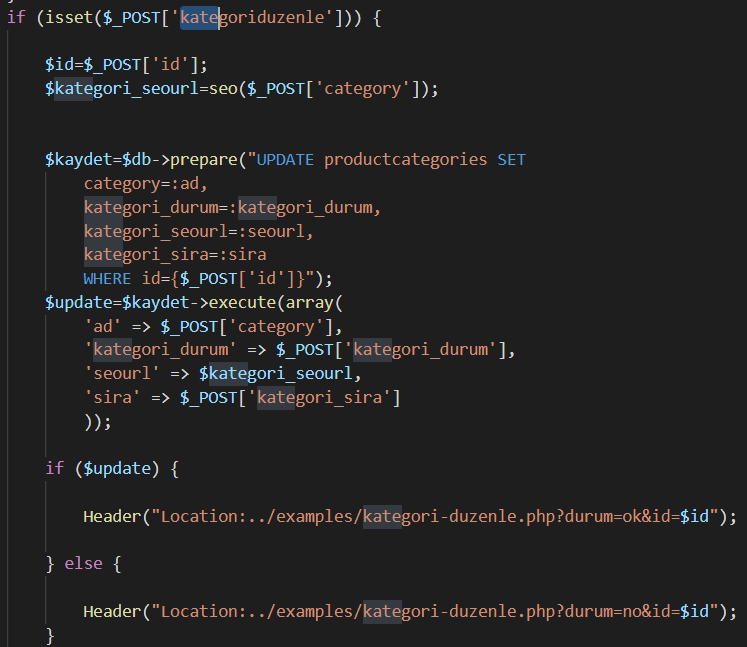 if (isset($_POST['kategoriduzenle'])) {
$id=$_POST['id'];
$kategori_seourl=seo($_POST['category']);
$kaydet=$db->prepare("UPDATE productcategories SET
category=:ad,
kategori_durum=:kategori_durum,
kategori_seourl=:seourl,
kategori_sira=:sira
WHERE id={$_POST['id']}");
$update=$kaydet->execute(array(
'ad' => $_POST['category'],
'kategori_durum' => $_POST['kategori_durum'],
'seourl' => $kategori_seourl,
'sira' => $_POST['kategori_sira']
));
if ($update) {
Header("Location:../examples/kategori-duzenle.php?durum=ok&id=$id");
} else {
Header("Location:../examples/kategori-duzenle.php?durum=no&id=$id");
}